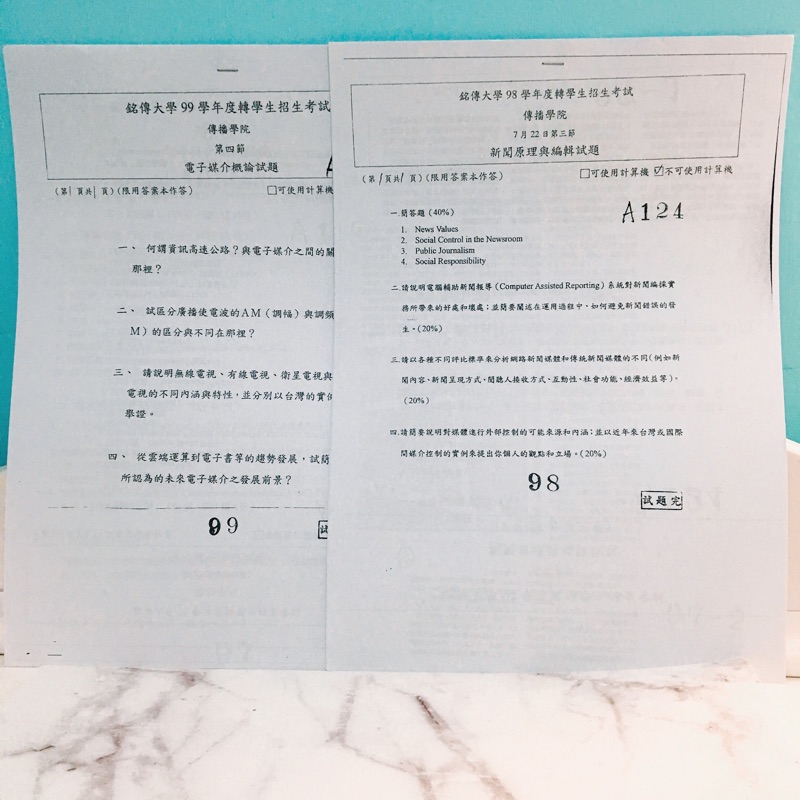 銘傳大學 99 學年度轉學生招生考試
傳播學院
第四節
電子媒介概論試題
(第1頁共1頁)(限用答案本作答)
□可使用計算機
一、 何謂資訊高速公路？與電子媒介之間的關
那裡？
二、 試區分廣播使電波的AM(調幅)與調頻
M)的區分與不同在那裡？
三、 請說明無線電視、有線電視、衛星電視與
電視的不同內涵與特性，並分別以台灣的實例
舉證。
四、 從雲端運算到電子書等的趨勢發展，試簡
所認為的未來電子媒介之發展前景？
99
試
銘傳大學 98 學年度轉學生招生考試
傳播學院
7 月 22 日第三節
新聞原理與編輯試題
(第1頁共1頁)(限用答案本作答)
□可使用計算機 ☑不可使用計算機
A124
一.簡答題(40%)
1. News Values
2. Social Control in the Newsroom
3. Public Journalism
4. Social Responsibility
二.請說明電腦輔助新聞報導(Computer Assisted Reporting)系統對新聞編採實
務所帶來的好處和壞處；並簡要闡述在運用過程中，如何避免新聞錯誤的發
生。(20%)
三.請以各種不同評比標準來分析網路新聞媒體和傳統新聞媒體的不同(例如新
聞內容、新聞呈現方式、閱聽人接收方式、互動性、社會功能、經濟效益等)。
(20%)
四.請簡要說明對媒體進行外部控制的可能來源和內涵；並以近年來台灣或國際
間媒介控制的實例來提出你個人的觀點和立場。(20%)
98
試題完